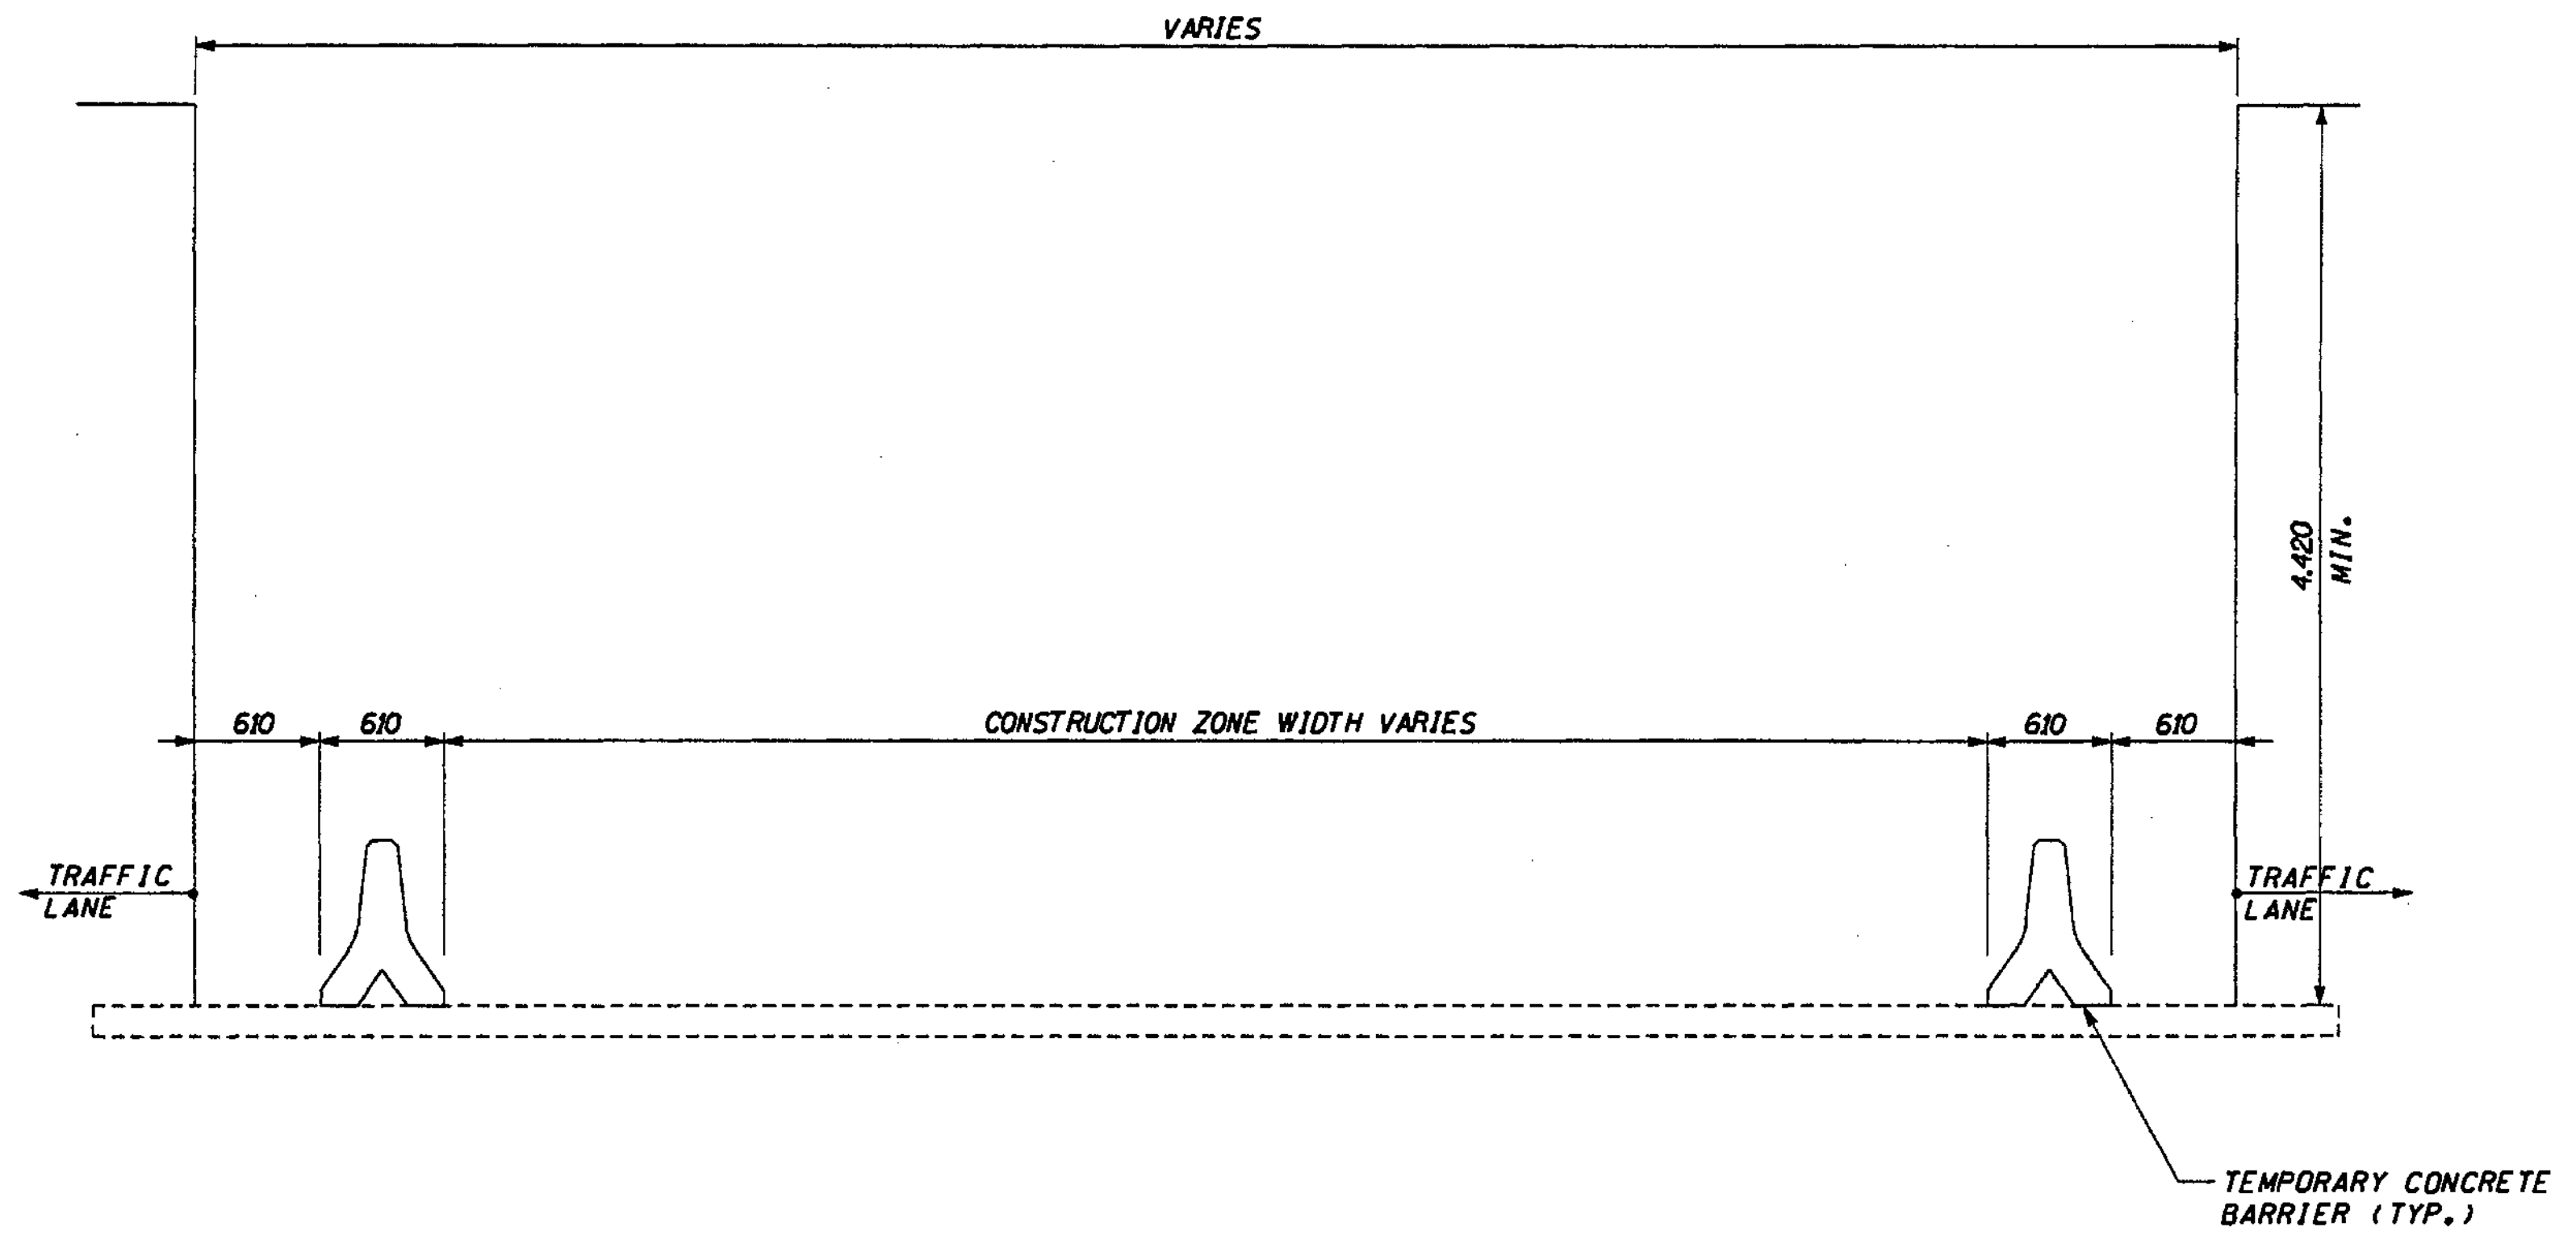 VARIES
4.420
MIN.
610
610
CONSTRUCTION ZONE WIDTH VARIES
610
610
TRAFFIC
LANE
TRAFFIC
LANE
TEMPORARY CONCRETE
BARRIER (TYP.)